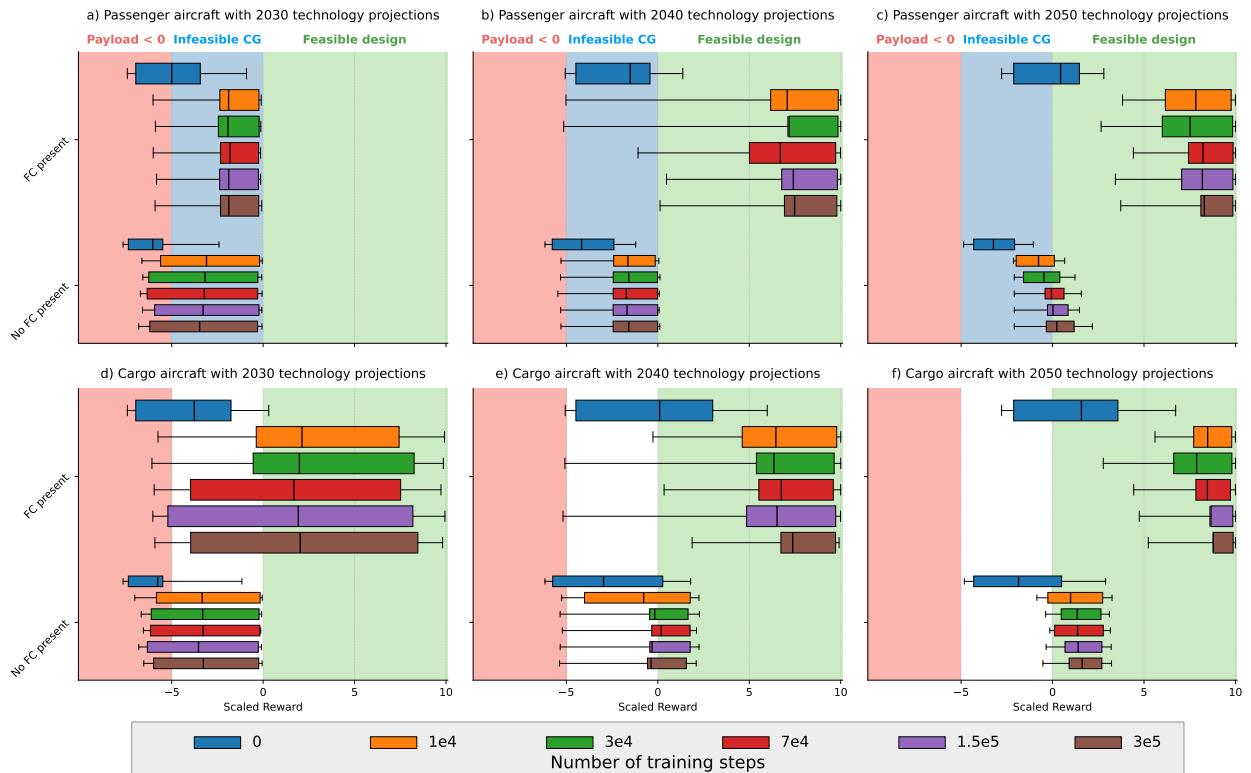 a) Passenger aircraft with 2030 technology projections
b) Passenger aircraft with 2040 technology projections
c) Passenger aircraft with 2050 technology projections
Payload < 0 Infeasible CG Feasible design
Payload < 0 Infeasible CG Feasible design
Payload < 0 Infeasible CG Feasible design
FC present
No FC present
d) Cargo aircraft with 2030 technology projections
e) Cargo aircraft with 2040 technology projections
f) Cargo aircraft with 2050 technology projections
FC present
No FC present
−5 0 5 10
−5 0 5 10
−5 0 5 10
Scaled Reward
Scaled Reward
Scaled Reward
0 1e4 3e4 7e4 1.5e5 3e5
Number of training steps